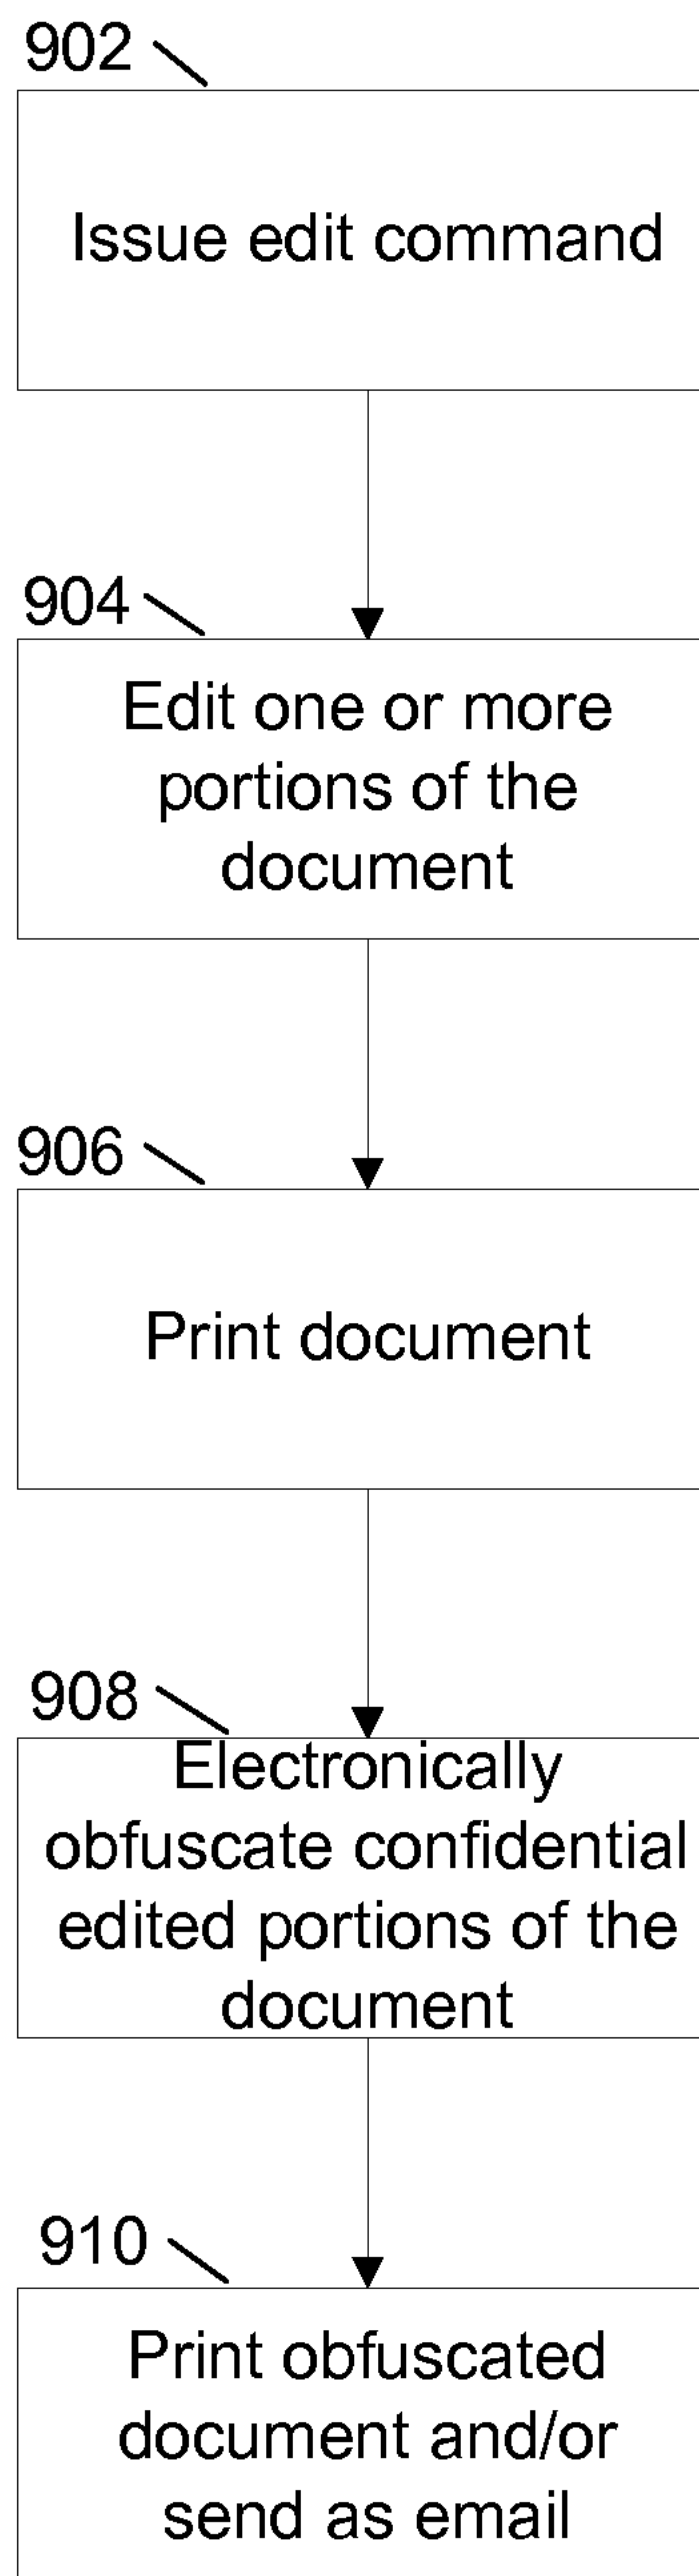 902
Issue edit command
904
Edit one or more
portions of the
document
906
Print document
908
Electronically
obfuscate confidential
edited portions of the
document
910
Print obfuscated
document and/or
send as email